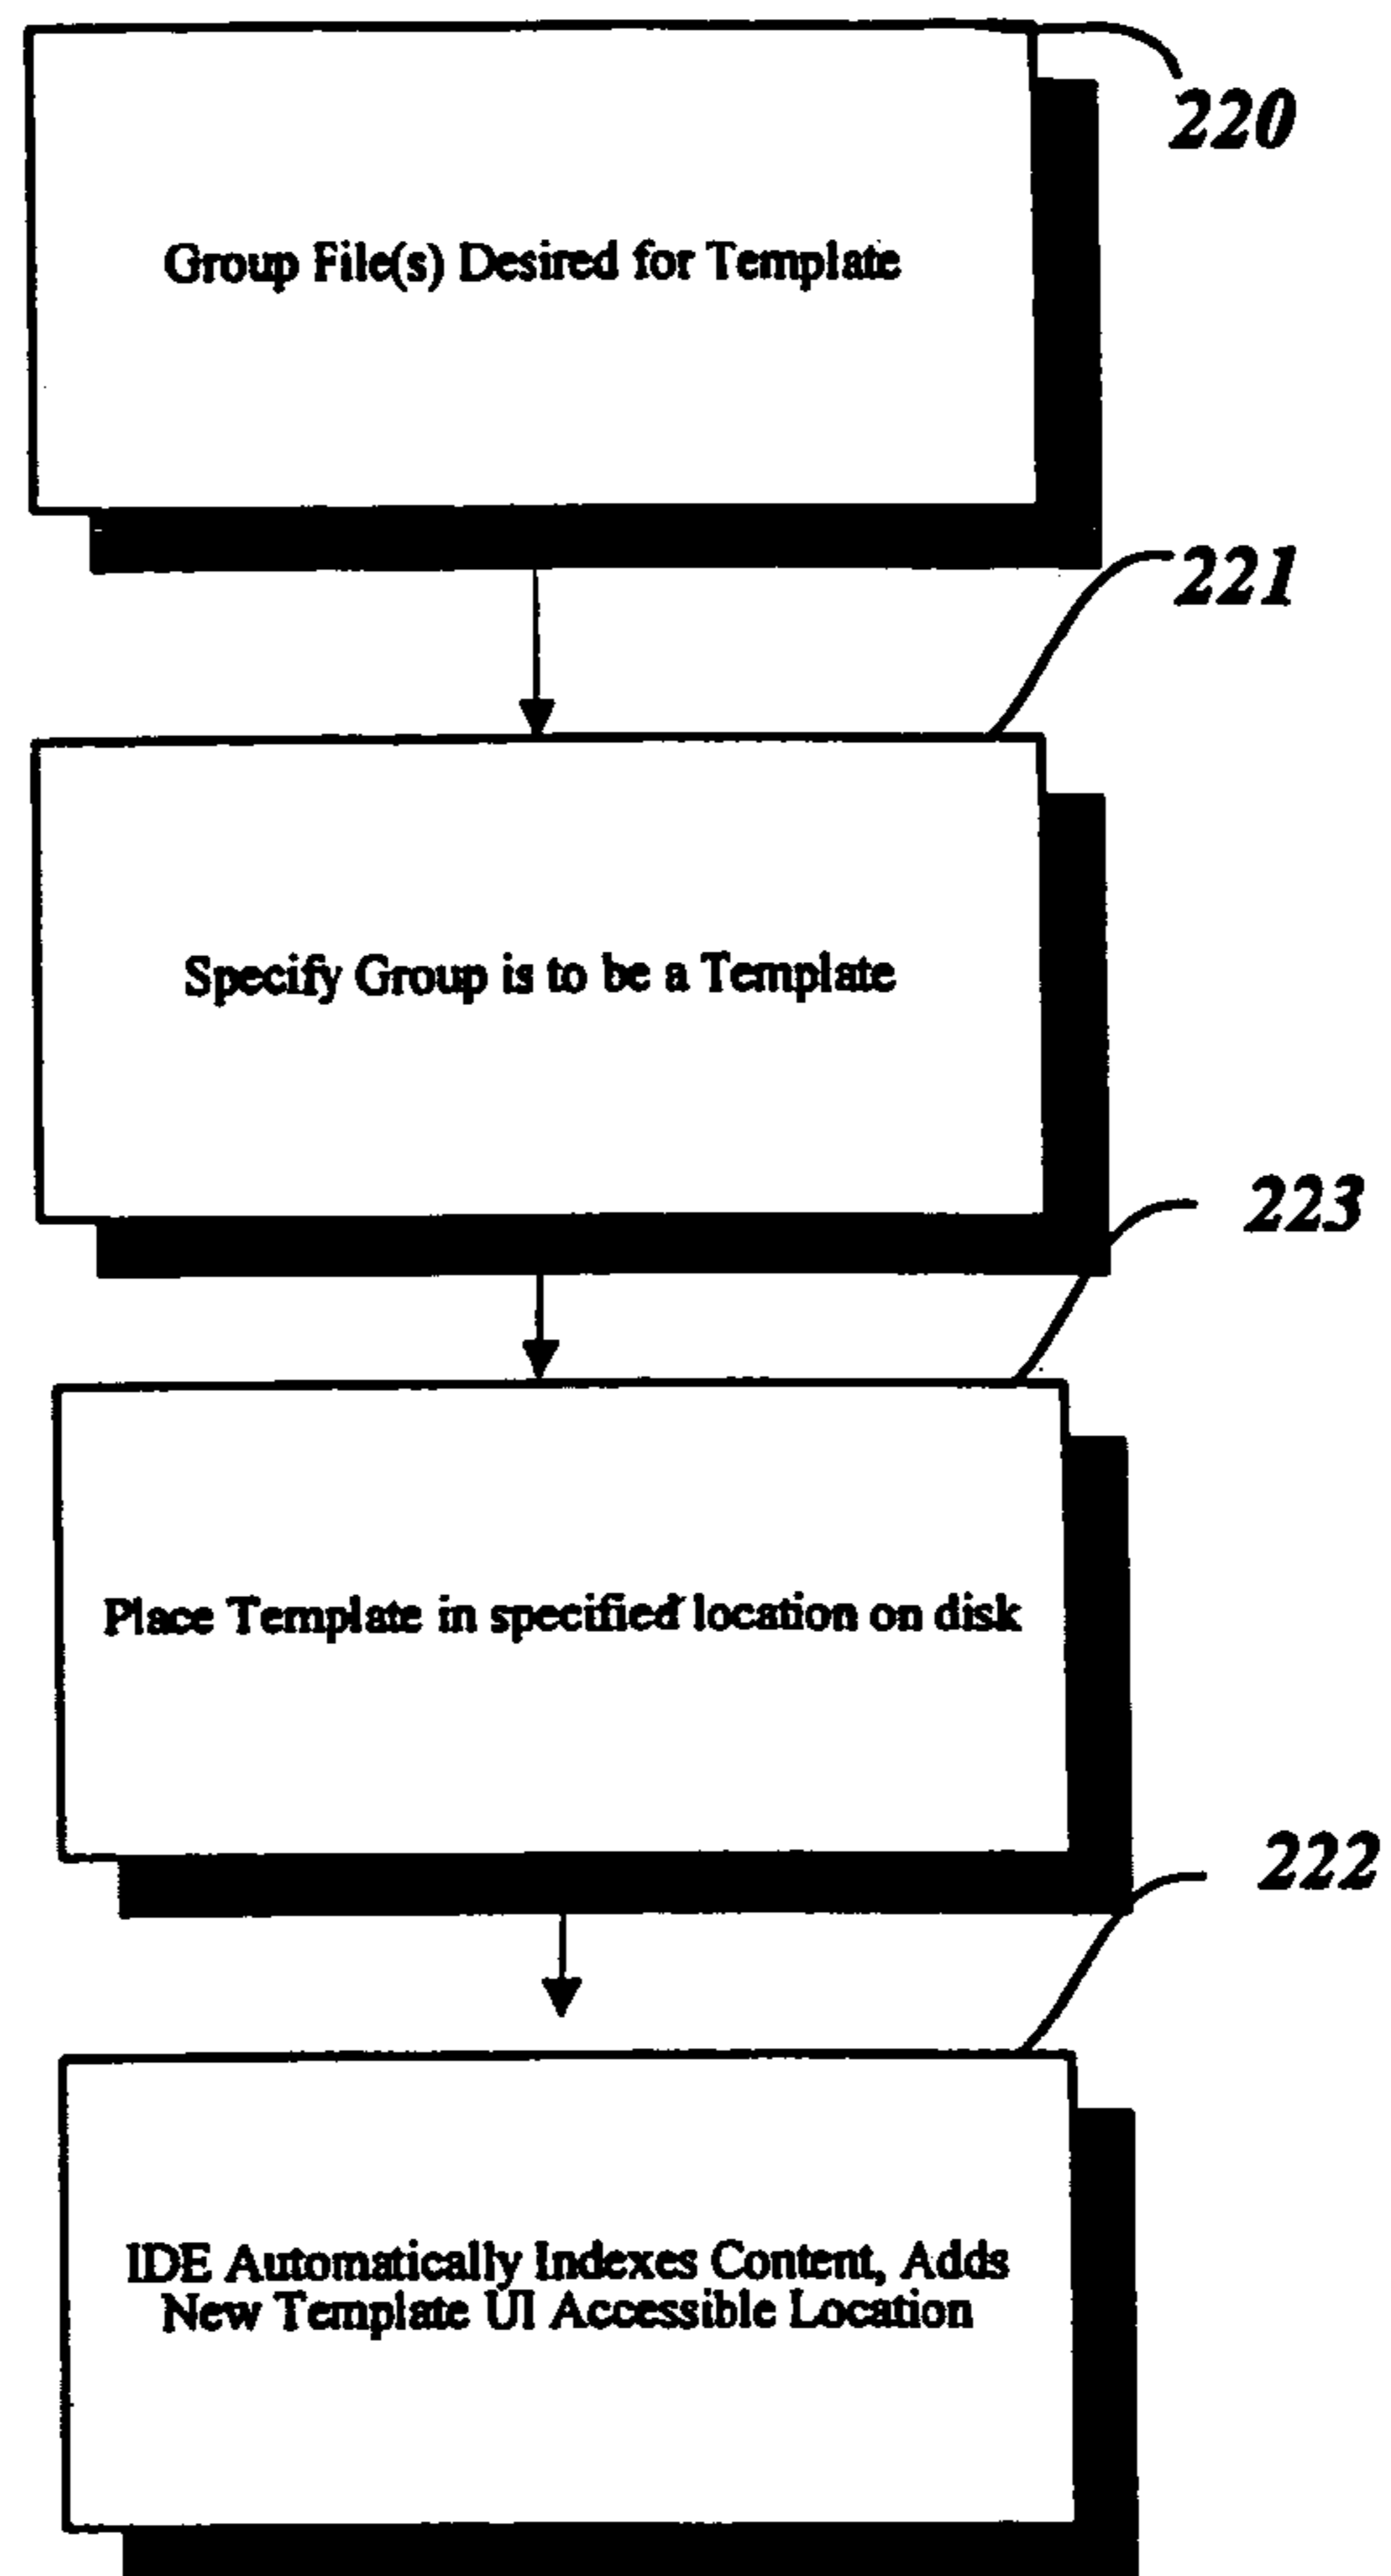 220
Group File(s) Desired for Template
221
Specify Group is to be a Template
223
Place Template in specified location on disk
222
IDE Automatically Indexes Content, Adds
New Template UI Accessible Location